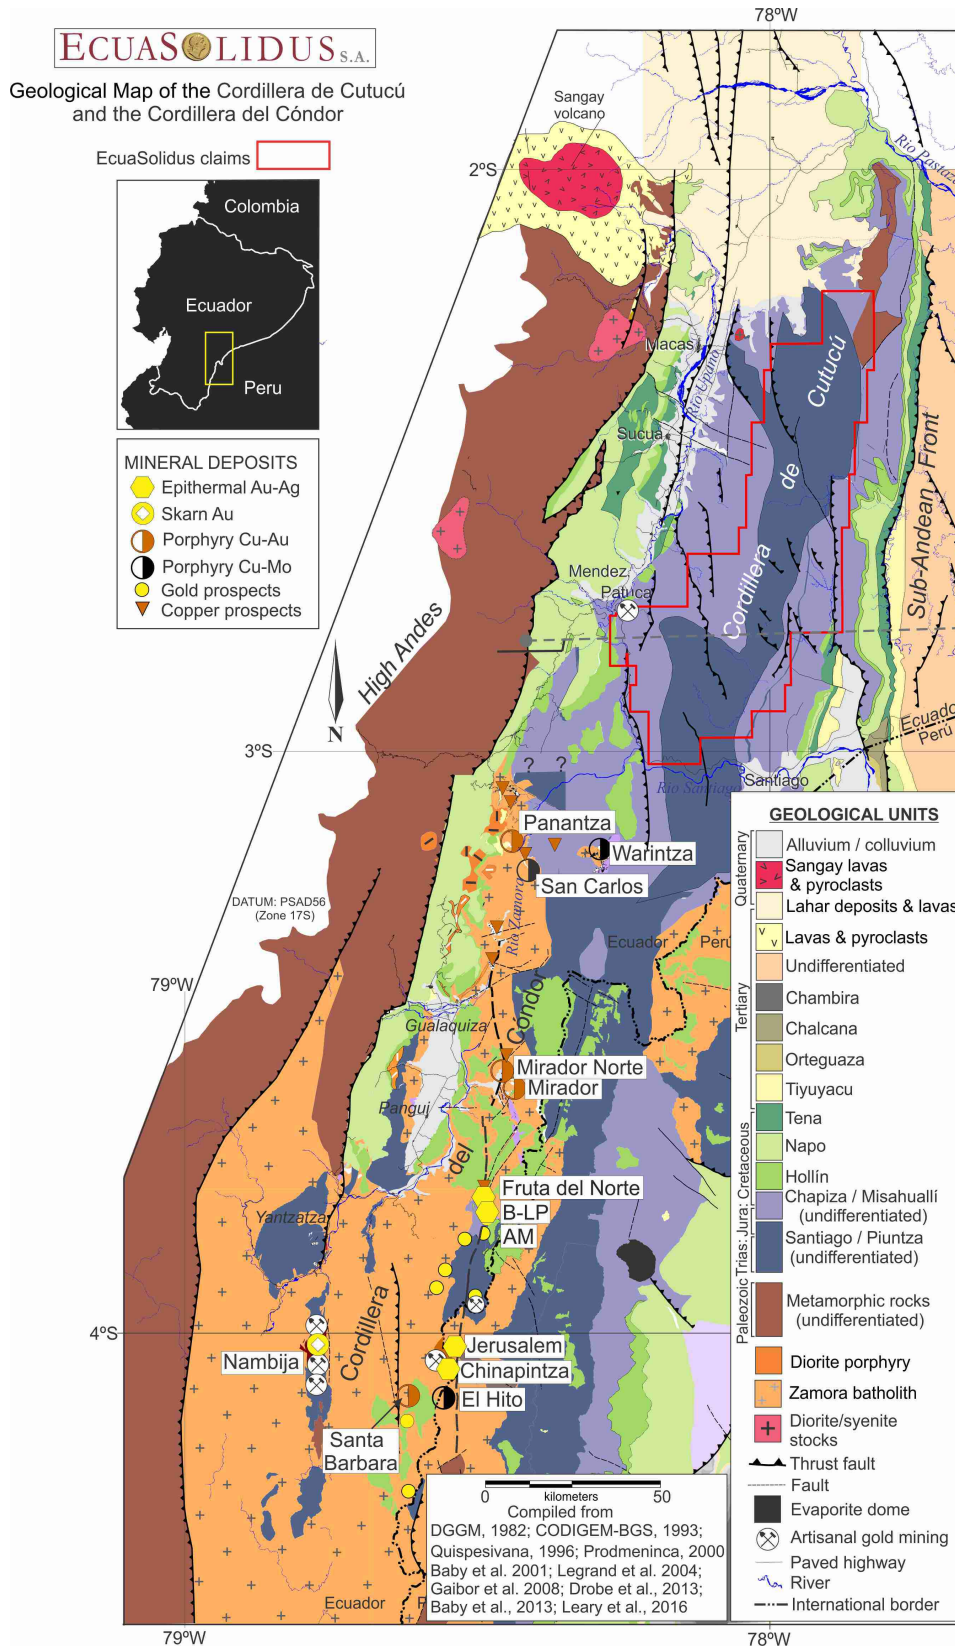 ECUASOLIDUS S.A.
Geological Map of the Cordillera de Cutucú
and the Cordillera del Cóndor
EcuaSolidus claims
Colombia
Ecuador
Peru
MINERAL DEPOSITS
Epithermal Au-Ag
Skarn Au
Porphyry Cu-Au
Porphyry Cu-Mo
Gold prospects
Copper prospects
78ºW
Sangay
volcano
2ºS
Rio Pastaza
Macas
Rio Upano
Sucua
Cordillera de Cutucú
Sub-Andean Front
Mendez
Patuca
High Andes
N
3ºS
Ecuador
Perú
Santiago
Rio Santiago
? ?
Panantza
Warintza
San Carlos
Rio Zamora
DATUM: PSAD56
(Zone 17S)
79ºW
Ecuador
Perú
Gualaquiza
Cordillera del Condor
Mirador Norte
Mirador
Pangui
Fruta del Norte
B-LP
AM
Yantzatza
4ºS
Nambija
Jerusalem
Chinapintza
El Hito
Santa
Barbara
Ecuador
0 kilometers 50
Compiled from
DGGM, 1982; CODIGEM-BGS, 1993;
Quispesivana, 1996; Prodmeninca, 2000
Baby et al. 2001; Legrand et al. 2004;
Gaibor et al. 2008; Drobe et al., 2013;
Baby et al., 2013; Leary et al., 2016
79ºW
78ºW
GEOLOGICAL UNITS
Quaternary
Alluvium / colluvium
Sangay lavas
& pyroclasts
Lahar deposits & lavas
Tertiary
Lavas & pyroclasts
Undifferentiated
Chambira
Chalcana
Orteguaza
Tiyuyacu
Cretaceous
Tena
Napo
Hollín
Jura:
Chapiza / Misahuallí
(undifferentiated)
Trias:
Santiago / Piuntza
(undifferentiated)
Paleozoic
Metamorphic rocks
(undifferentiated)
Diorite porphyry
Zamora batholith
Diorite/syenite
stocks
Thrust fault
Fault
Evaporite dome
Artisanal gold mining
Paved highway
River
International border